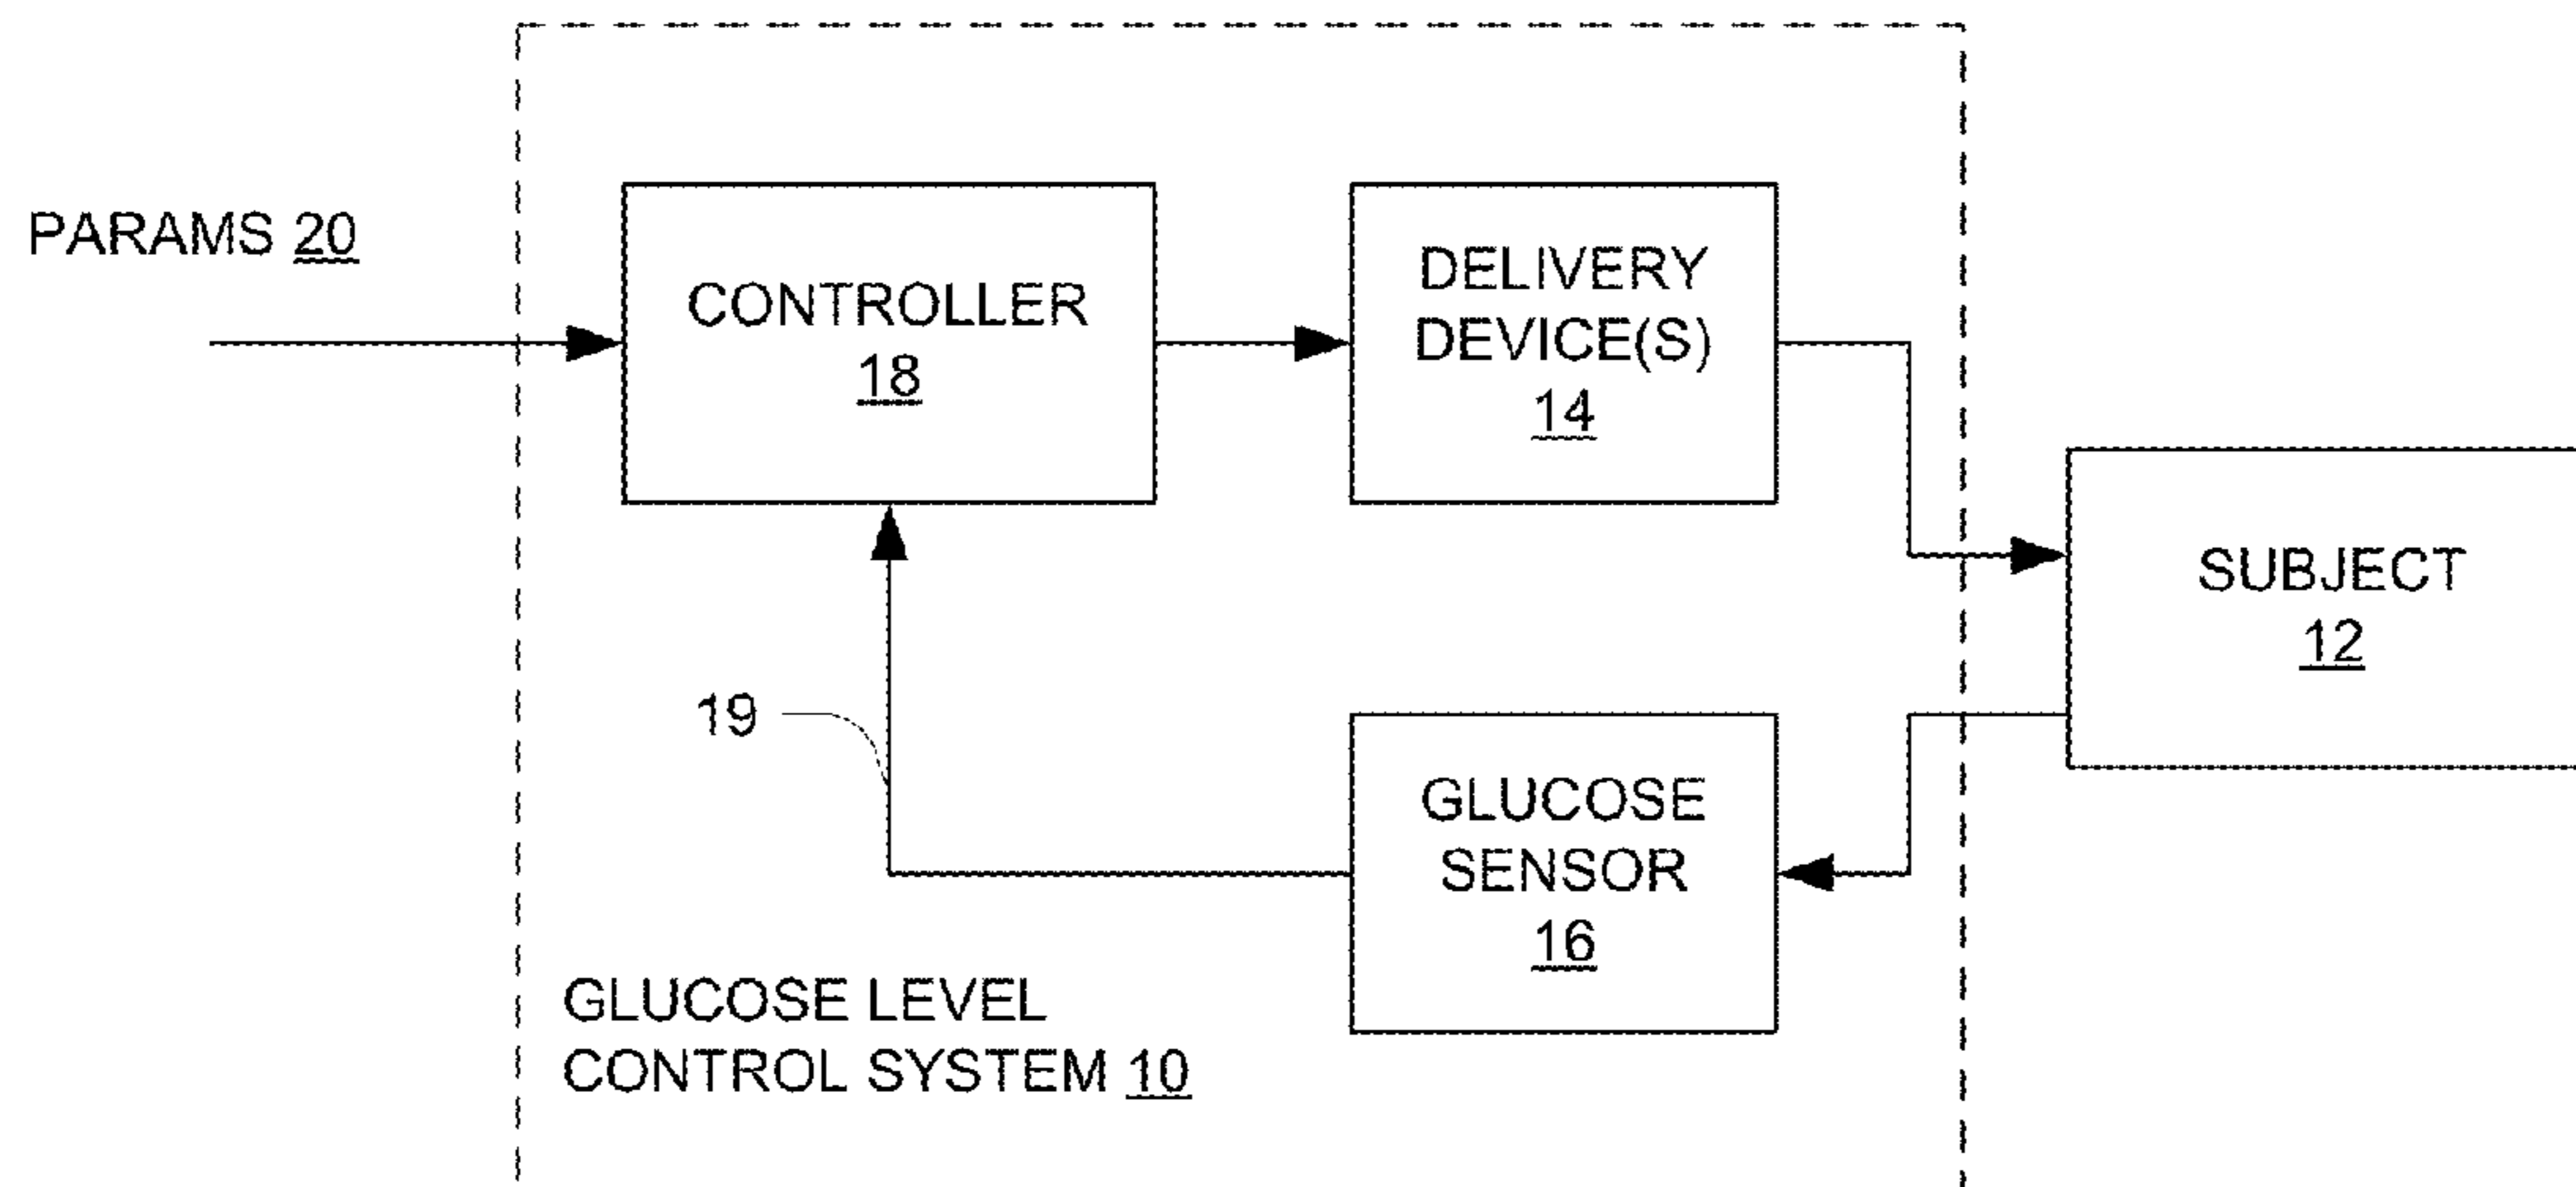 PARAMS 20
CONTROLLER
18
DELIVERY
DEVICE(S)
14
SUBJECT
12
19
GLUCOSE
SENSOR
16
GLUCOSE LEVEL
CONTROL SYSTEM 10